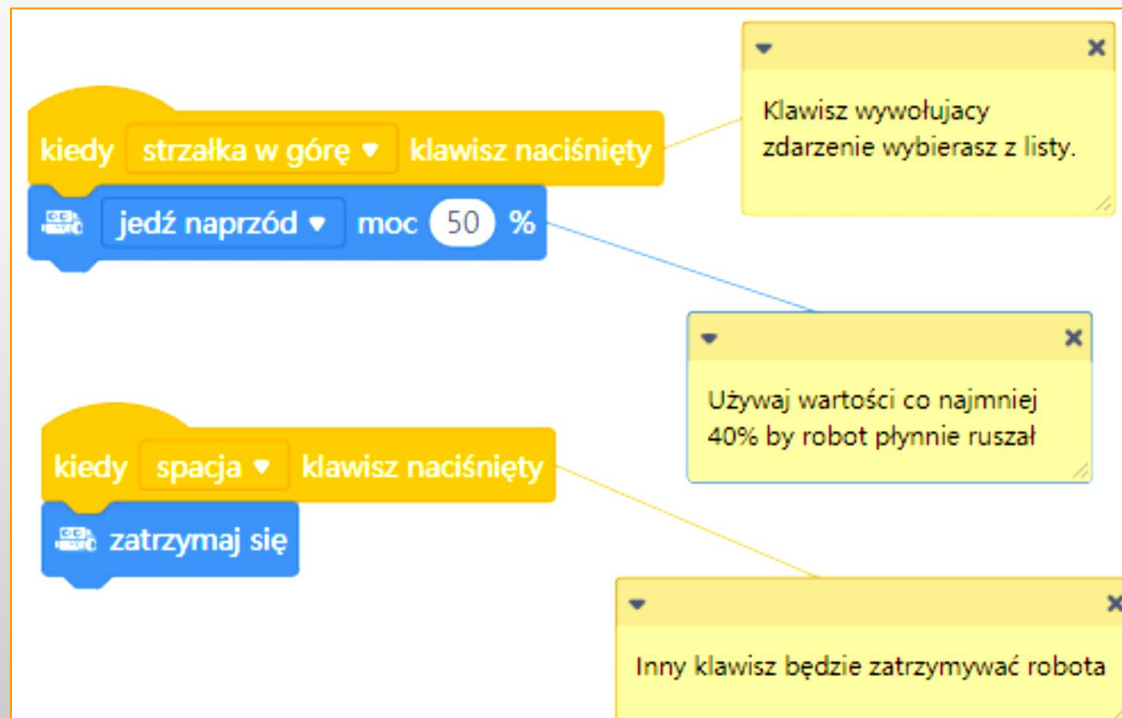 kiedy strzałka w górę klawisz naciśnięty
jedź naprzód moc 50 %
Klawisz wywołujacy
zdarzenie wybierasz z listy.
Używaj wartości co najmniej
40% by robot płynnie ruszał
kiedy spacja klawisz naciśnięty
zatrzymaj się
Inny klawisz będzie zatrzymywać robota